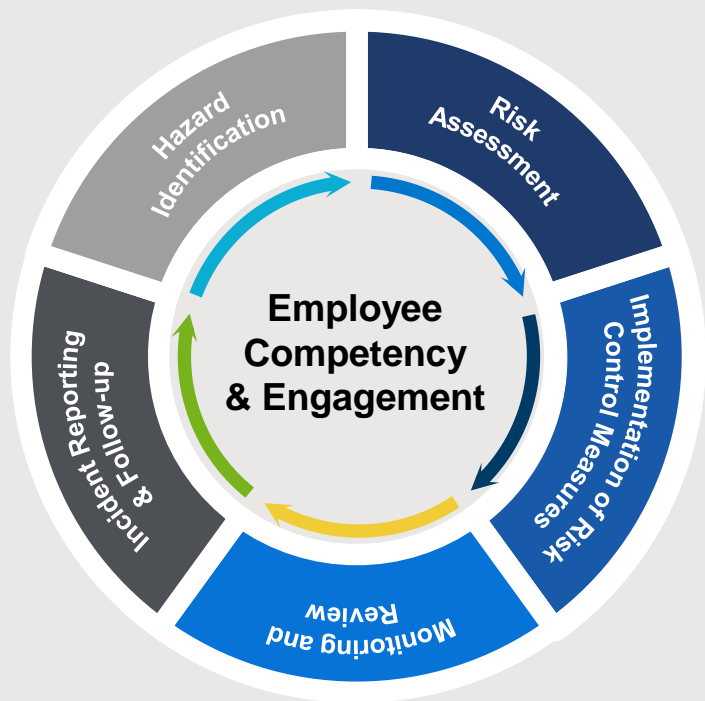 Hazard
Identification
Risk
Assessment
Implementation of Risk
Control Measures
Monitoring and
Review
Incident Reporting
& Follow-up
Employee
Competency
& Engagement